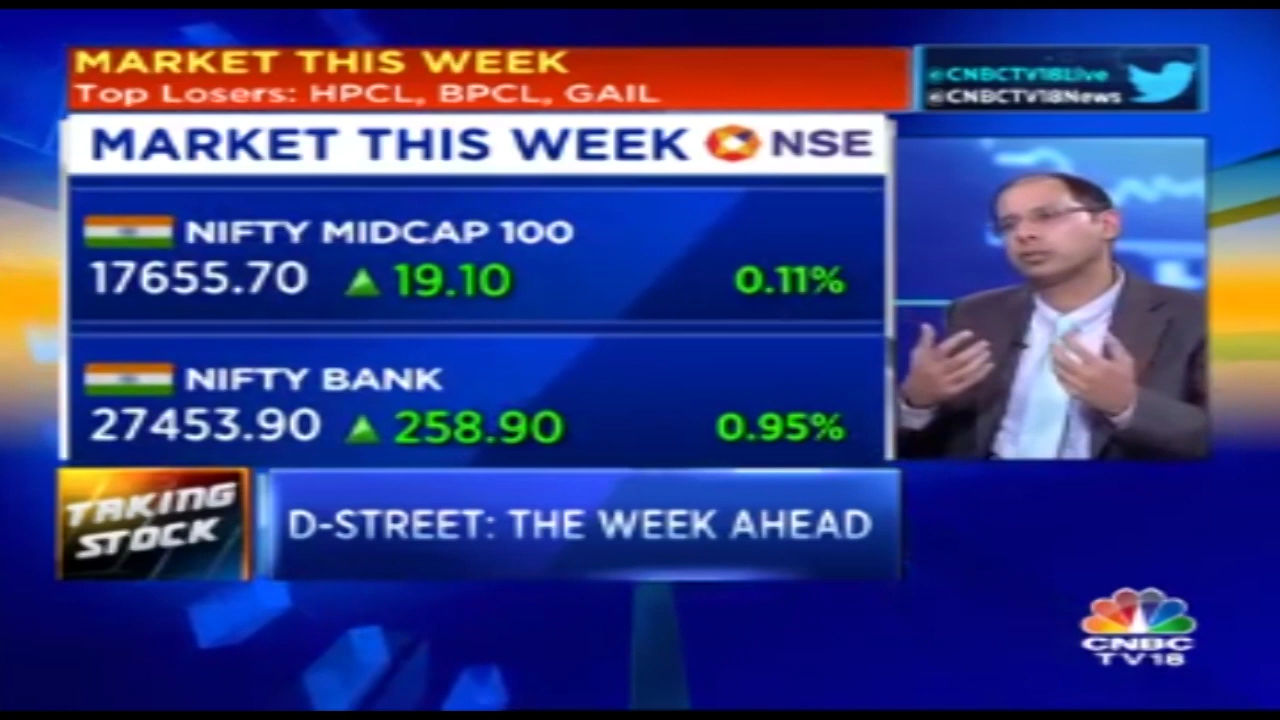 MARKET THIS WEEK
Top Losers: HPCL, BPCL, GAIL
@CNBCTV18Live
@CNBCTV18News
MARKET THIS WEEK NSE
NIFTY MIDCAP 100
17655.70 ▲ 19.10 0.11%
NIFTY BANK
27453.90 ▲ 258.90 0.95%
TAKING STOCK
D-STREET: THE WEEK AHEAD
CNBC
TV18